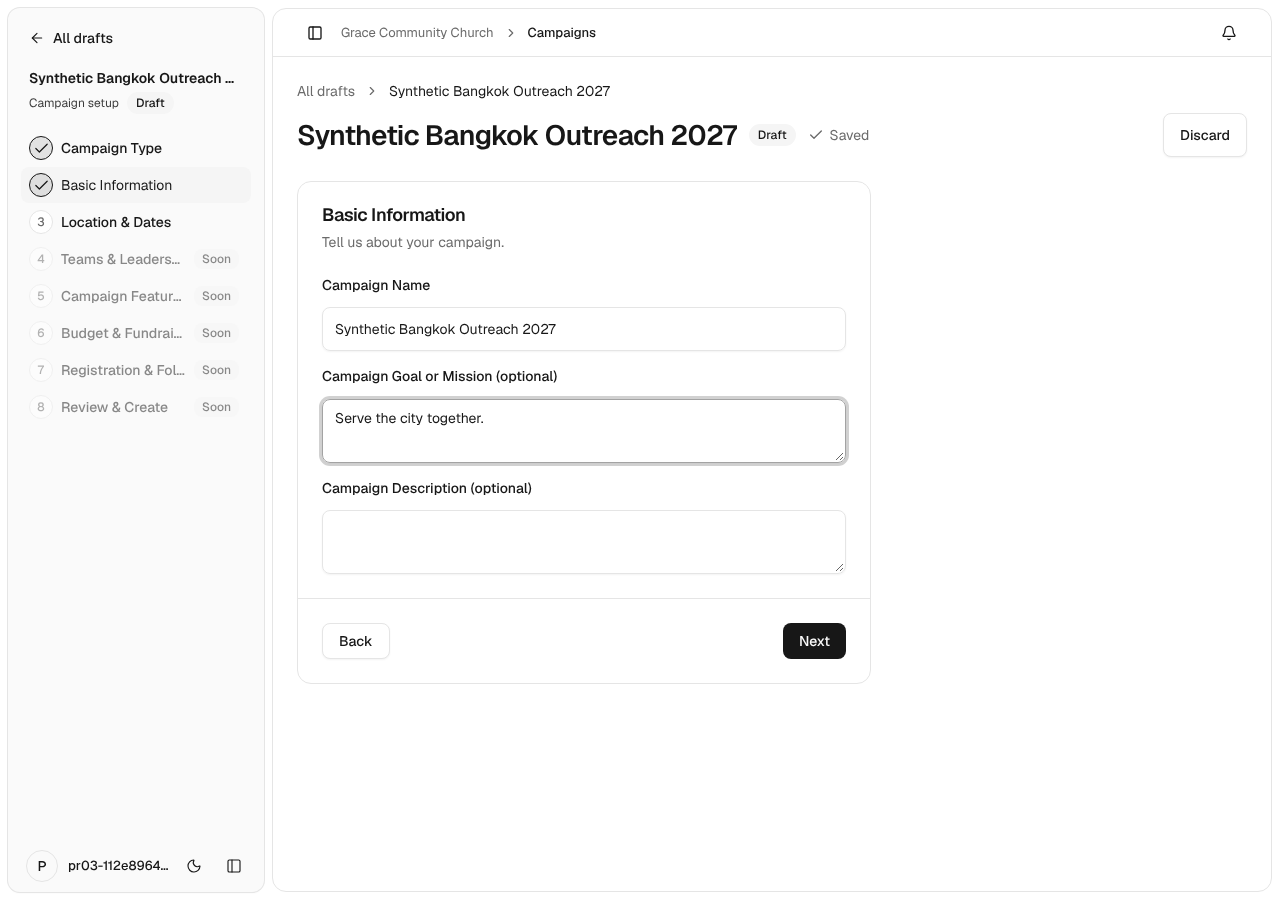 All drafts
Synthetic Bangkok Outreach ...
Campaign setup Draft
Campaign Type
Basic Information
3 Location & Dates
4 Teams & Leaders... Soon
5 Campaign Featur... Soon
6 Budget & Fundrai... Soon
7 Registration & Fol... Soon
8 Review & Create Soon
P pr03-112e8964...
Grace Community Church Campaigns
All drafts Synthetic Bangkok Outreach 2027
Synthetic Bangkok Outreach 2027 Draft Saved Discard
Basic Information
Tell us about your campaign.
Campaign Name
Synthetic Bangkok Outreach 2027
Campaign Goal or Mission (optional)
Serve the city together.
Campaign Description (optional)
Back Next